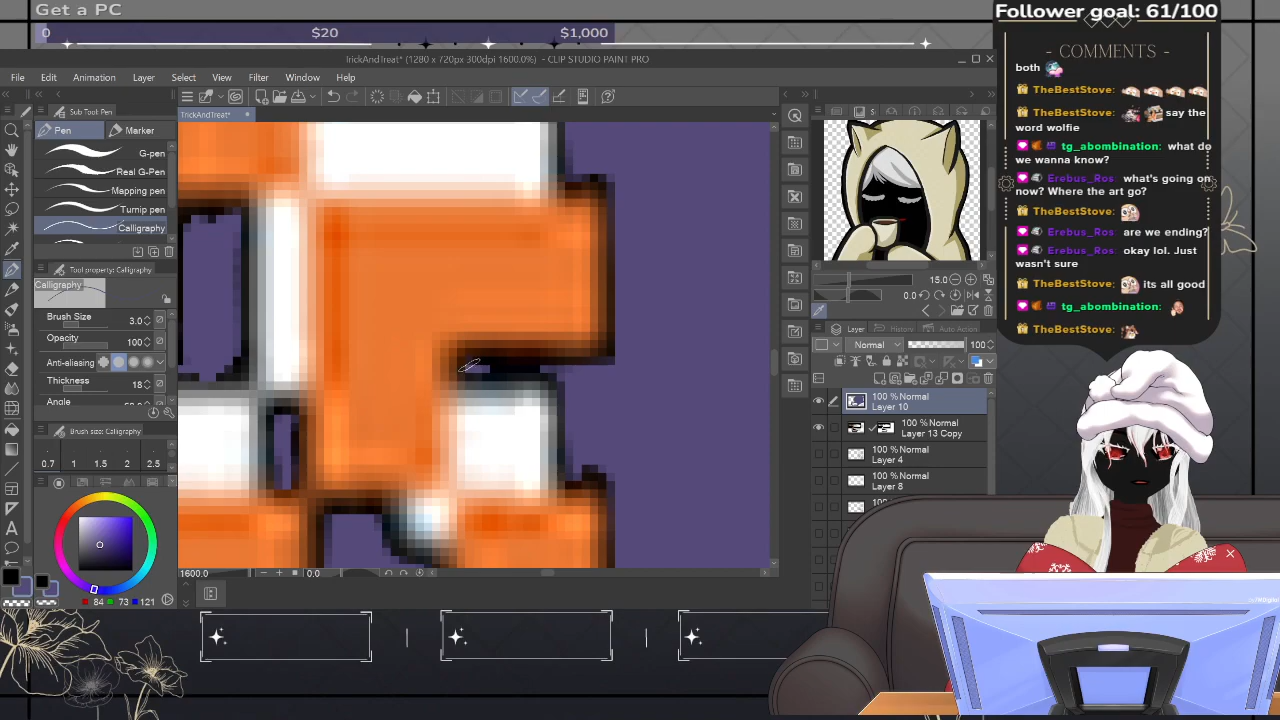 Get a PC
0 $20 $1,000
Follower goal: 61/100
- COMMENTS -
both
TheBestStove:
TheBestStove: say the
word wolfie
tg_abombination: what do
we wanna know?
Erebus_Ros: what's going on
now? Where the art go?
TheBestStove:
Erebus_Ros: are we ending?
Erebus_Ros: okay lol. Just
wasn't sure
TheBestStove: its all good
tg_abombination:
TheBestStove:
TrickAndTreat* (1280 x 720px 300dpi 1600.0%) - CLIP STUDIO PAINT PRO
File Edit Animation Layer Select View Filter Window Help
Sub Tool Pen
TrickAndTreat*
Pen Marker
G-pen
Real G-Pen
Mapping pen
Turnip pen
Calligraphy
Tool property: Calligraphy
Calligraphy
Brush Size 3.0
Opacity 100
Anti-aliasing
Thickness 18
Angle
Brush size: Calligraphy
0.7 1 1.5 2 2.5
84 73 121
1600.0 0.0
15.0
0.0
Layer History Auto Action
Normal 100
100 % Normal
Layer 10
100 % Normal
Layer 13 Copy
100 % Normal
Layer 4
100 % Normal
Layer 8
100 % Normal